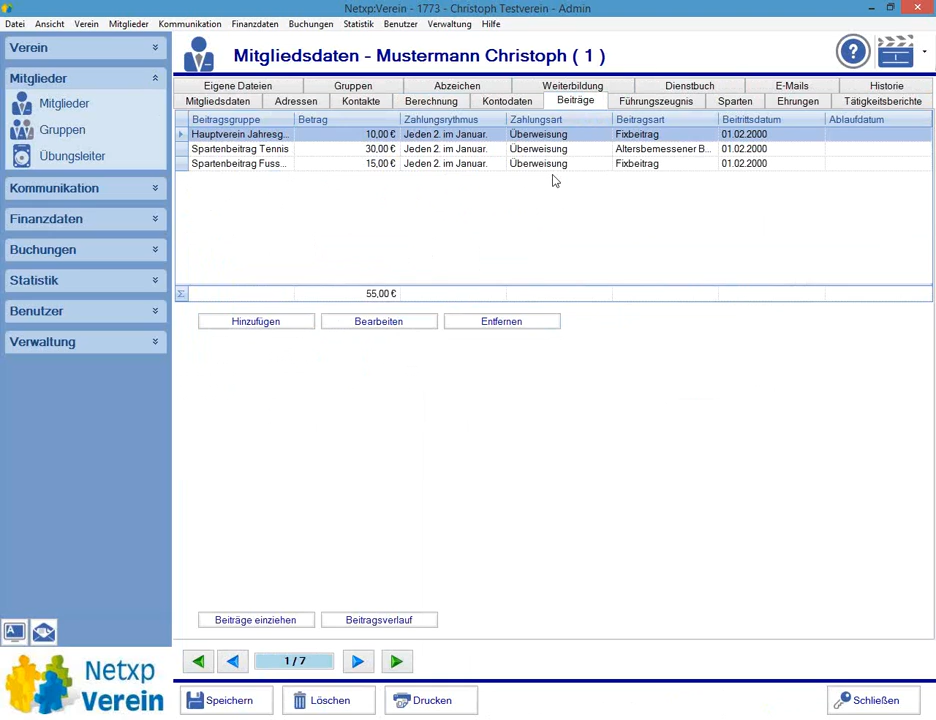 Netxp:Verein - 1773 - Christoph Testverein - Admin
Datei Ansicht Verein Mitglieder Kommunikation Finanzdaten Buchungen Buchungen Statistik Benutzer Verwaltung Hilfe
Verein
Mitglieder
Mitglieder
Gruppen
Übungsleiter
Kommunikation
Finanzdaten
Buchungen
Statistik
Benutzer
Verwaltung
Netxp
Verein
Mitgliedsdaten - Mustermann Christoph ( 1 )
Eigene Dateien Gruppen Abzeichen Weiterbildung Dienstbuch E-Mails Historie
Mitgliedsdaten Adressen Kontakte Berechnung Kontodaten Beiträge Führungszeugnis Sparten Ehrungen Tätigkeitsberichte
Beitragsgruppe Betrag Zahlungsrythmus Zahlungsart Beitragsart Beitrittsdatum Ablaufdatum
Hauptverein Jahresg... 10,00 € Jeden 2. im Januar. Überweisung Fixbeitrag 01.02.2000
Spartenbeitrag Tennis 30,00 € Jeden 2. im Januar. Überweisung Altersbemessener B... 01.02.2000
Spartenbeitrag Fuss... 15,00 € Jeden 2. im Januar. Überweisung Fixbeitrag 01.02.2000
Σ 55,00 €
Hinzufügen Bearbeiten Entfernen
Beiträge einziehen Beitragsverlauf
1 / 7
Speichern Löschen Drucken Schließen